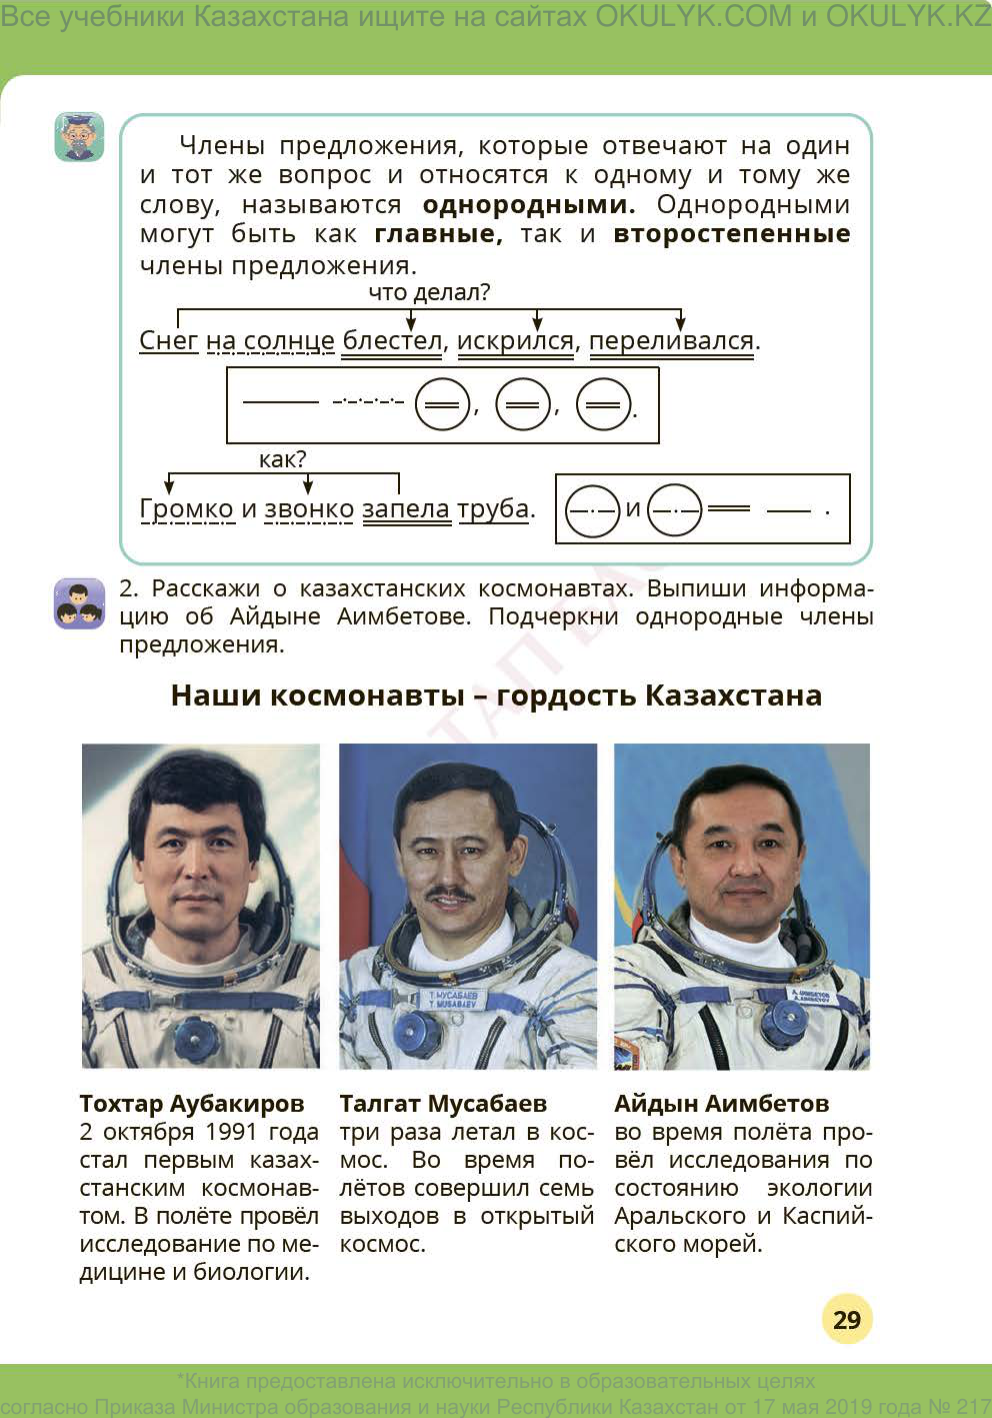 Все учебники Казахстана ищите на сайтах OKULYK.COM и OKULYK.KZ
Члены предложения, которые отвечают на один
и тот же вопрос и относятся к одному и тому же
слову, называются однородными. Однородными
могут быть как главные, так и второстепенные
члены предложения.
что делал?
Снег на солнце блестел, искрился, переливался.
как?
Громко и звонко запела труба.
и
2. Расскажи о казахстанских космонавтах. Выпиши информа-
цию об Айдыне Аимбетове. Подчеркни однородные члены
предложения.
Наши космонавты – гордость Казахстана
Т.МУСАБАЕВ
T. MUSABAEV
Тохтар Аубакиров
2 октября 1991 года
стал первым казах-
станским космонав-
том. В полёте провёл
исследование по ме-
дицине и биологии.
Талгат Мусабаев
три раза летал в кос-
мос. Во время по-
лётов совершил семь
выходов в открытый
космос.
Айдын Аимбетов
во время полёта про-
вёл исследования по
состоянию экологии
Аральского и Каспий-
ского морей.
29
*Книга предоставлена исключительно в образовательных целях
согласно Приказа Министра образования и науки Республики Казахстан от 17 мая 2019 года № 217